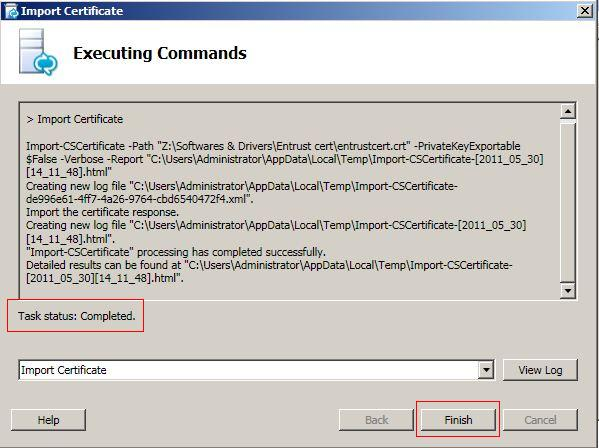 Import Certificate
Executing Commands
> Import Certificate
Import-CSCertificate -Path "Z:\Softwares & Drivers\Entrust cert\entrustcert.crt" -PrivateKeyExportable
$False -Verbose -Report "C:\Users\Administrator\AppData\Local\Temp\Import-CSCertificate-[2011_05_30]
[14_11_48].html"
Creating new log file "C:\Users\Administrator\AppData\Local\Temp\Import-CSCertificate-
de996e61-4ff7-4a26-9764-cbd6540472f4.xml".
Import the certificate response.
Creating new log file "C:\Users\Administrator\AppData\Local\Temp\Import-CSCertificate-[2011_05_30]
[14_11_48].html".
"Import-CSCertificate" processing has completed successfully.
Detailed results can be found at "C:\Users\Administrator\AppData\Local\Temp\Import-CSCertificate-
[2011_05_30][14_11_48].html".
Task status: Completed.
Import Certificate
View Log
Help
Back
Finish
Cancel